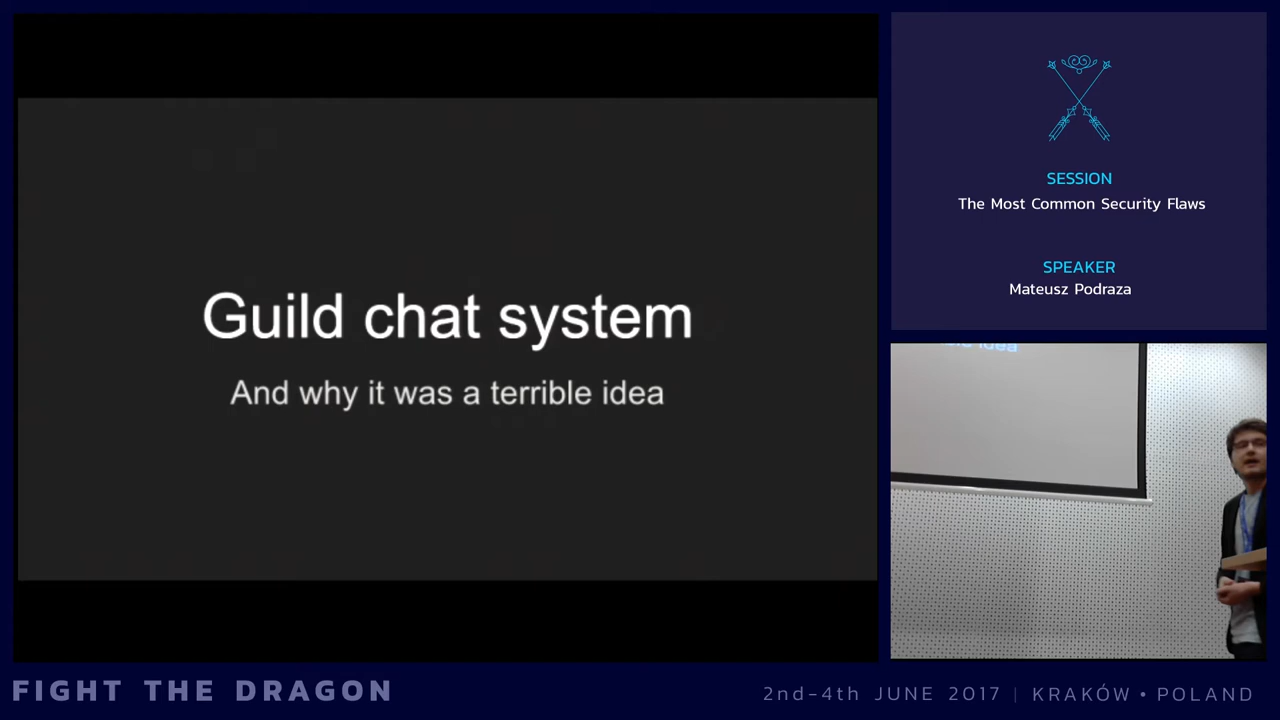 Guild chat system
And why it was a terrible idea
SESSION
The Most Common Security Flaws
SPEAKER
Mateusz Podraza
idea
FIGHT THE DRAGON
2nd-4th JUNE 2017 | KRAKÓW • POLAND